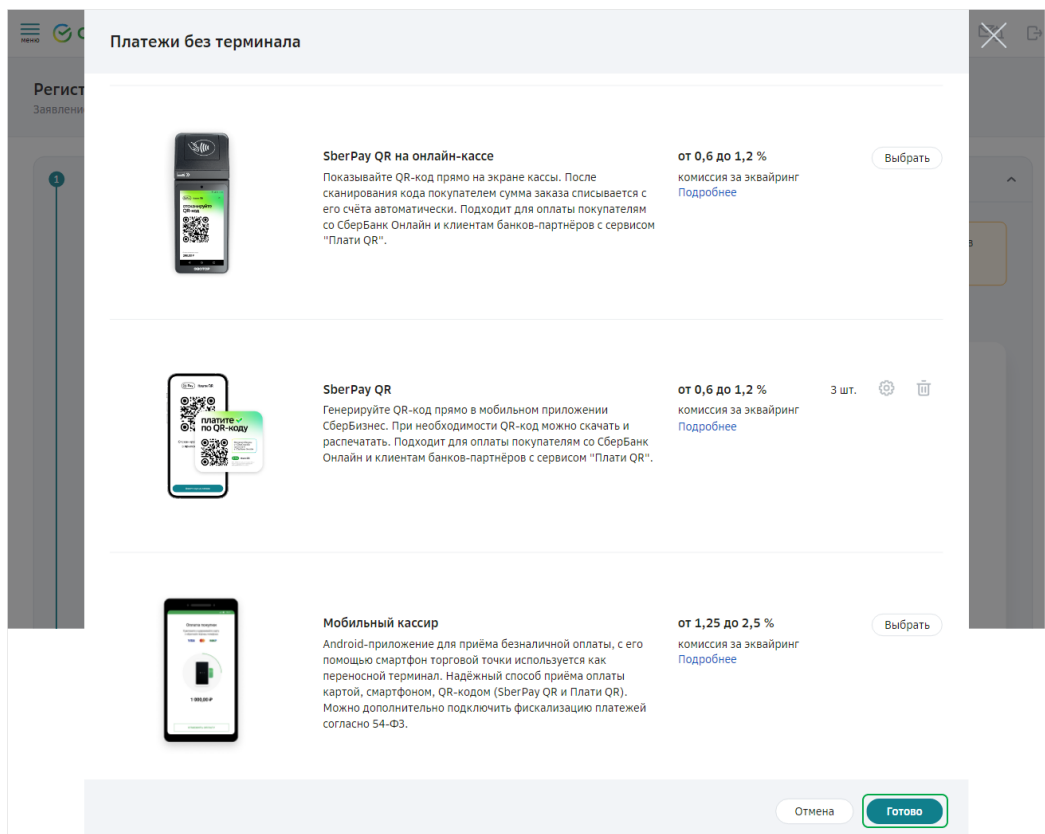 Платежи без терминала
меню
SberPay QR на онлайн-кассе
Показывайте QR-код прямо на экране кассы. После
сканирования кода покупателем сумма заказа списывается с
его счёта автоматически. Подходит для оплаты покупателям
со СберБанк Онлайн и клиентам банков-партнёров с сервисом
"Плати QR".
от 0,6 до 1,2 %
комиссия за эквайринг
Подробнее
Выбрать
1
SberPay QR
Генерируйте QR-код прямо в мобильном приложении
СберБизнес. При необходимости QR-код можно скачать и
распечатать. Подходит для оплаты покупателям со СберБанк
Онлайн и клиентам банков-партнёров с сервисом "Плати QR".
от 0,6 до 1,2 %
комиссия за эквайринг
Подробнее
3 шт.
платите
по QR-коду
Мобильный кассир
Android-приложение для приёма безналичной оплаты, с его
помощью смартфон торговой точки используется как
переносной терминал. Надёжный способ приёма оплаты
картой, смартфоном, QR-кодом (SberPay QR и Плати QR).
Можно дополнительно подключить фискализацию платежей
согласно 54-ФЗ.
от 1,25 до 2,5 %
комиссия за эквайринг
Подробнее
Выбрать
Отмена
Готово